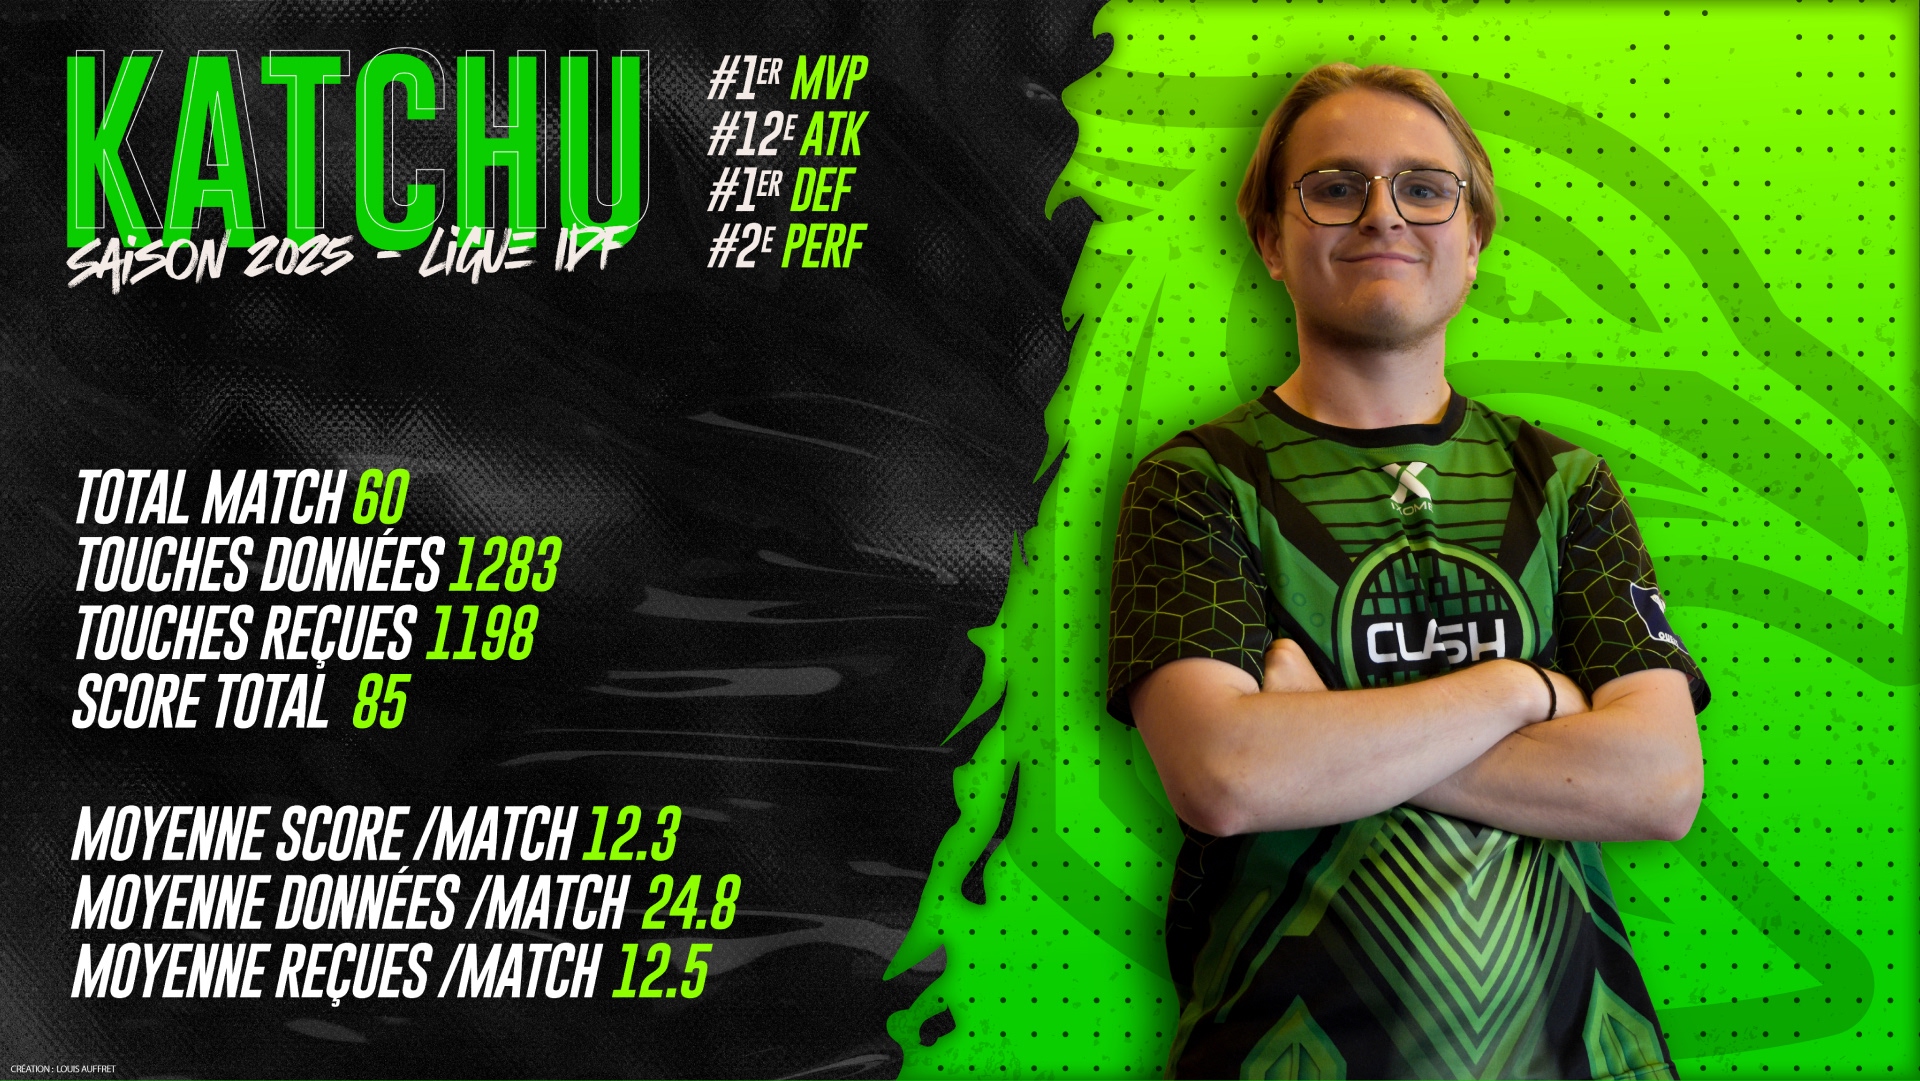 KATCHU
SAISON 2025 - LIGUE IDF
#1ER MVP
#12E ATK
#1ER DEF
#2E PERF
TOTAL MATCH 60
TOUCHES DONNÉES 1283
TOUCHES REÇUES 1198
SCORE TOTAL 85
MOYENNE SCORE /MATCH 12.3
MOYENNE DONNÉES /MATCH 24.8
MOYENNE REÇUES /MATCH 12.5
CLASH
CRÉATION : LOUIS AUFFRET